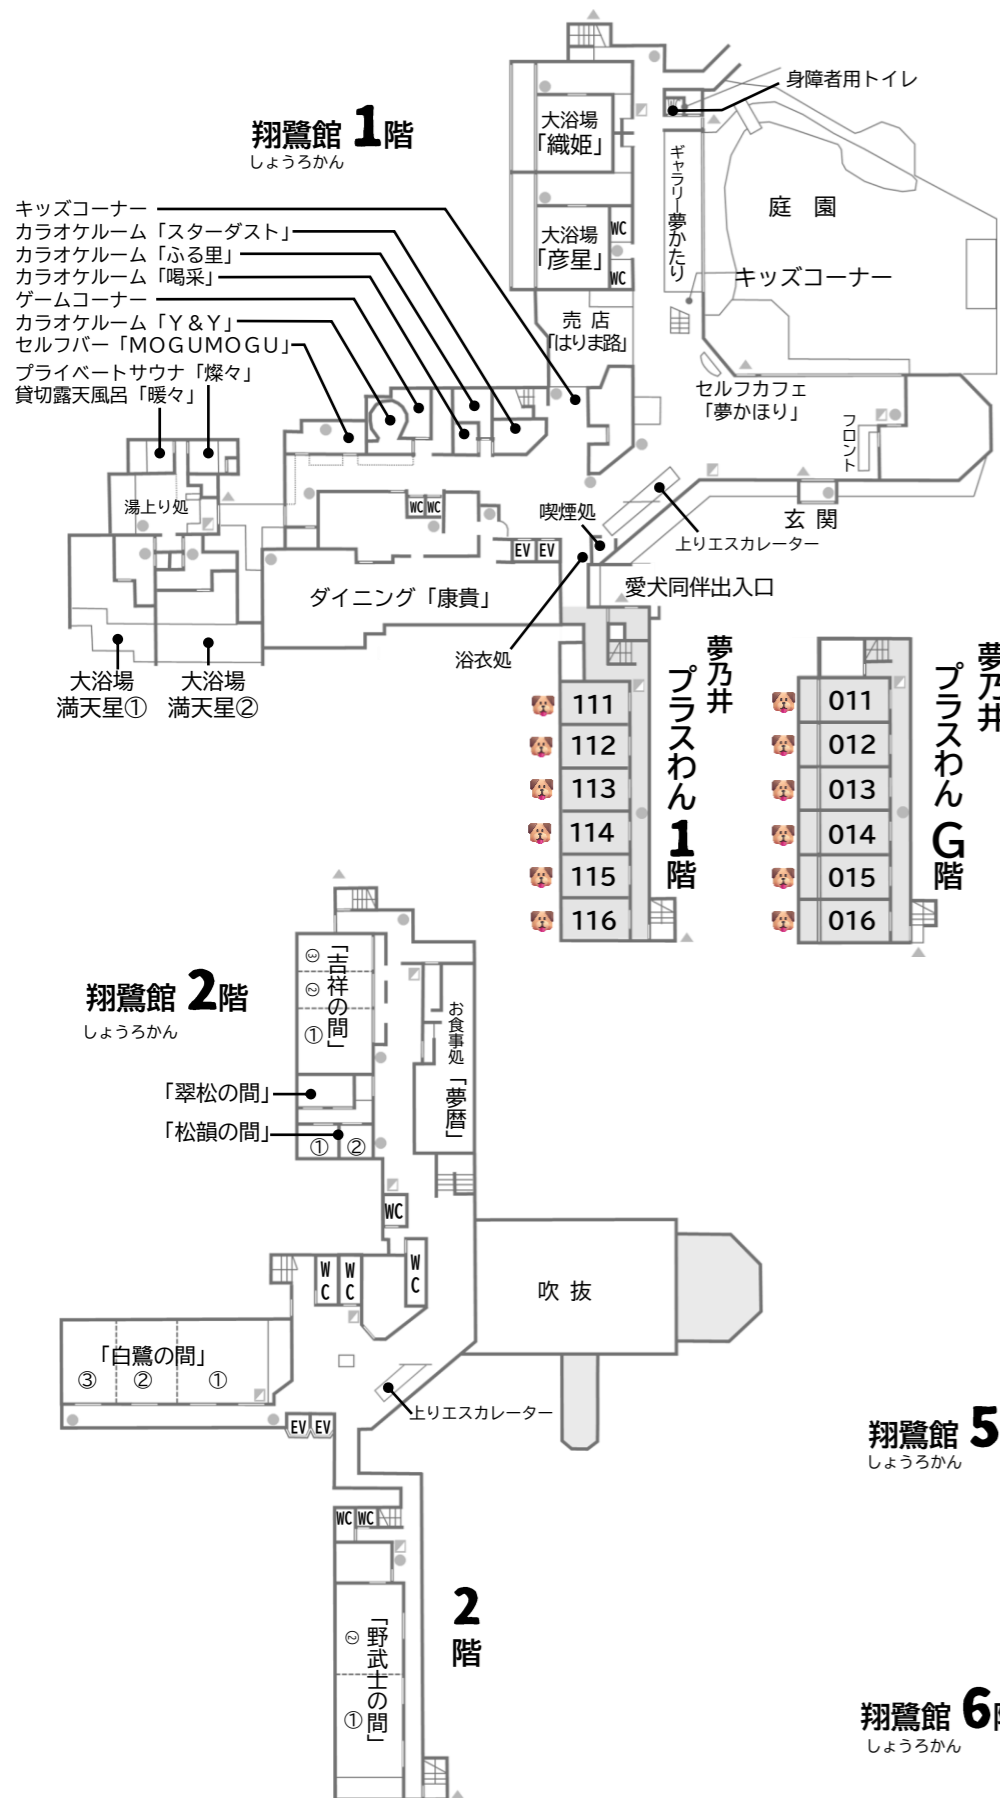 翔鷺館 1階
しょうろかん
身障者用トイレ
WC
大浴場
「織姫」
ギャラリー夢かたり
庭 園
大浴場
「彦星」
WC
WC
キッズコーナー
売 店
「はりま路」
キッズコーナー
カラオケルーム「スターダスト」
カラオケルーム「ふる里」
カラオケルーム「喝采」
ゲームコーナー
カラオケルーム「Ｙ＆Ｙ」
セルフバー「ＭＯＧＵＭＯＧＵ」
プライベートサウナ「燦々」
貸切露天風呂「暖々」
セルフカフェ
「夢かほり」
フロント
玄 関
湯上り処
WC WC
喫煙処
上りエスカレーター
EV EV
ダイニング「康貴」
愛犬同伴出入口
浴衣処
大浴場
満天星①
大浴場
満天星②
夢乃井
プラスわん 1階
111
112
113
114
115
116
夢乃井
プラスわん G階
011
012
013
014
015
016
翔鷺館 2階
しょうろかん
「吉祥の間」
③
②
①
お食事処「夢暦」
「翠松の間」
「松韻の間」
① ②
WC
WC
WC
WC
吹 抜
「白鷺の間」
③ ② ①
上りエスカレーター
EV EV
WC WC
2階
「野武士の間」
②
①
翔鷺館 5
しょうろかん
翔鷺館 6階
しょうろかん